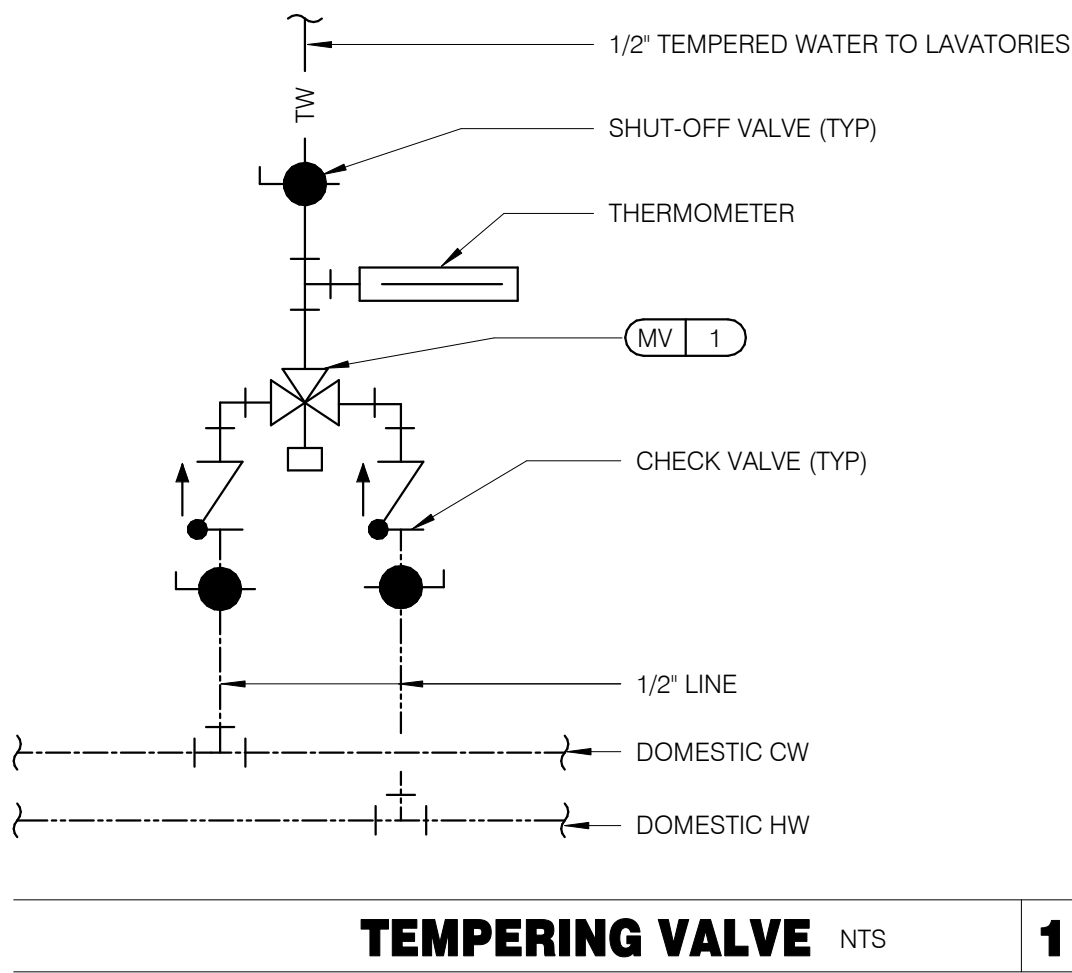 1/2" TEMPERED WATER TO LAVATORIES
TW
SHUT-OFF VALVE (TYP)
THERMOMETER
MV 1
CHECK VALVE (TYP)
1/2" LINE
DOMESTIC CW
DOMESTIC HW
TEMPERING VALVE NTS 1